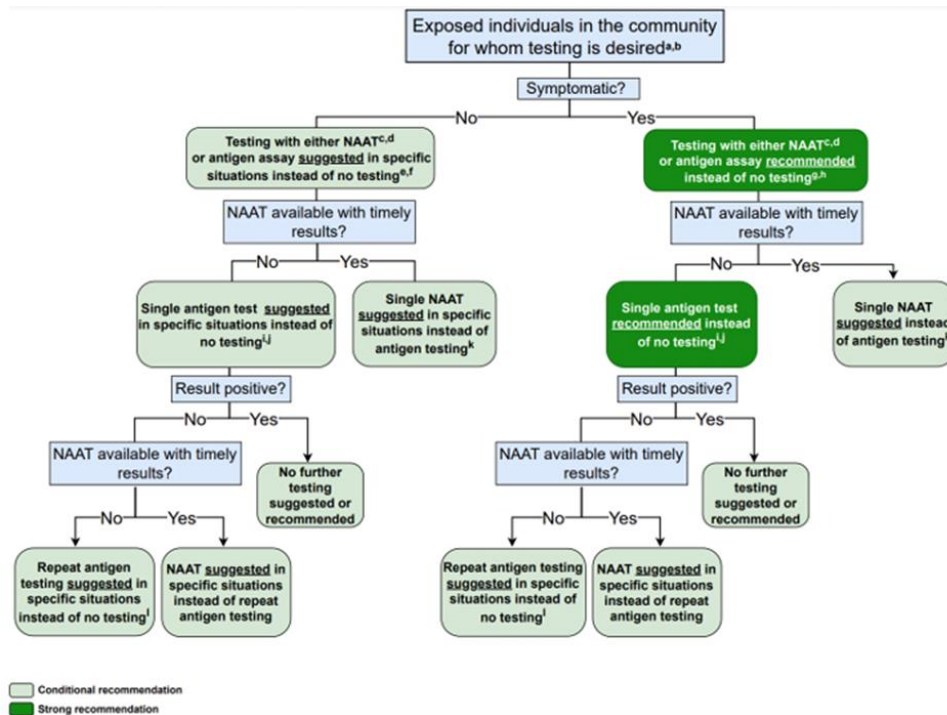 Exposed individuals in the community
for whom testing is desiredᵃ,ᵇ
Symptomatic?
No
Yes
Testing with either NAATᶜ,ᵈ
or antigen assay suggested in specific
situations instead of no testingᵉ,ᶠ
Testing with either NAATᶜ,ᵈ
or antigen assay recommended
instead of no testingᵍ,ʰ
NAAT available with timely
results?
NAAT available with timely
results?
No
Yes
No
Yes
Single antigen test suggested
in specific situations instead of
no testingⁱ,ʲ
Single NAAT
suggested in specific
situations instead of
antigen testingᵏ
Single antigen test
recommended instead
of no testingⁱ,ʲ
Single NAAT
suggested instead
of antigen testing
Result positive?
Result positive?
No
Yes
No
Yes
NAAT available with timely
results?
No further
testing
suggested or
recommended
NAAT available with timely
results?
No further
testing
suggested or
recommended
No
Yes
No
Yes
Repeat antigen
testing suggested in
specific situations
instead of no testingˡ
NAAT suggested in
specific situations
instead of repeat
antigen testing
Repeat antigen testing
suggested in specific
situations instead of
no testingˡ
NAAT suggested in
specific situations
instead of repeat
antigen testing
Conditional recommendation
Strong recommendation